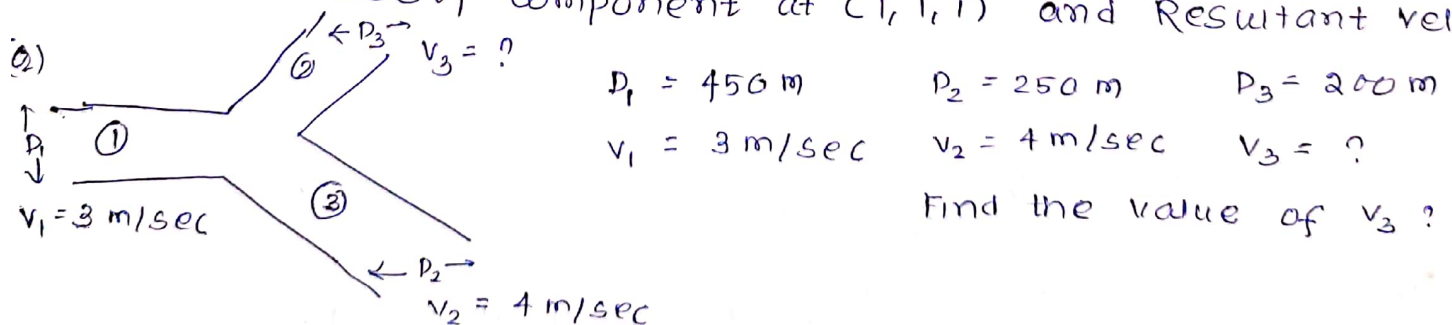 component at (1, 1, 1) and Resultant vel
Q)
← D3 →
V3 = ?
②
D1 = 450 m D2 = 250 m D3 = 200 m
↑ D1 ↓
①
V1 = 3 m/sec V2 = 4 m/sec V3 = ?
③
V1 = 3 m/sec
Find the value of V3 ?
← D2 →
V2 = 4 m/sec